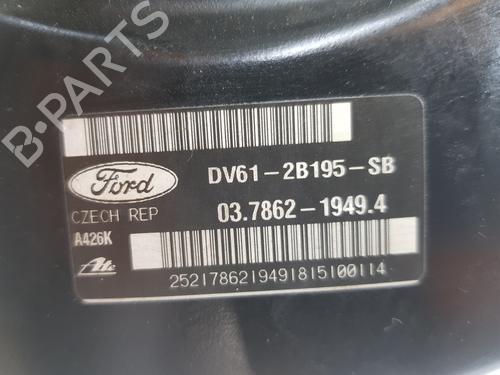 B-PARTS
DV61-2B195-SB
Ford
CZECH REP
03.7862-1949.4
A426K
Ate
2521786219491815100114